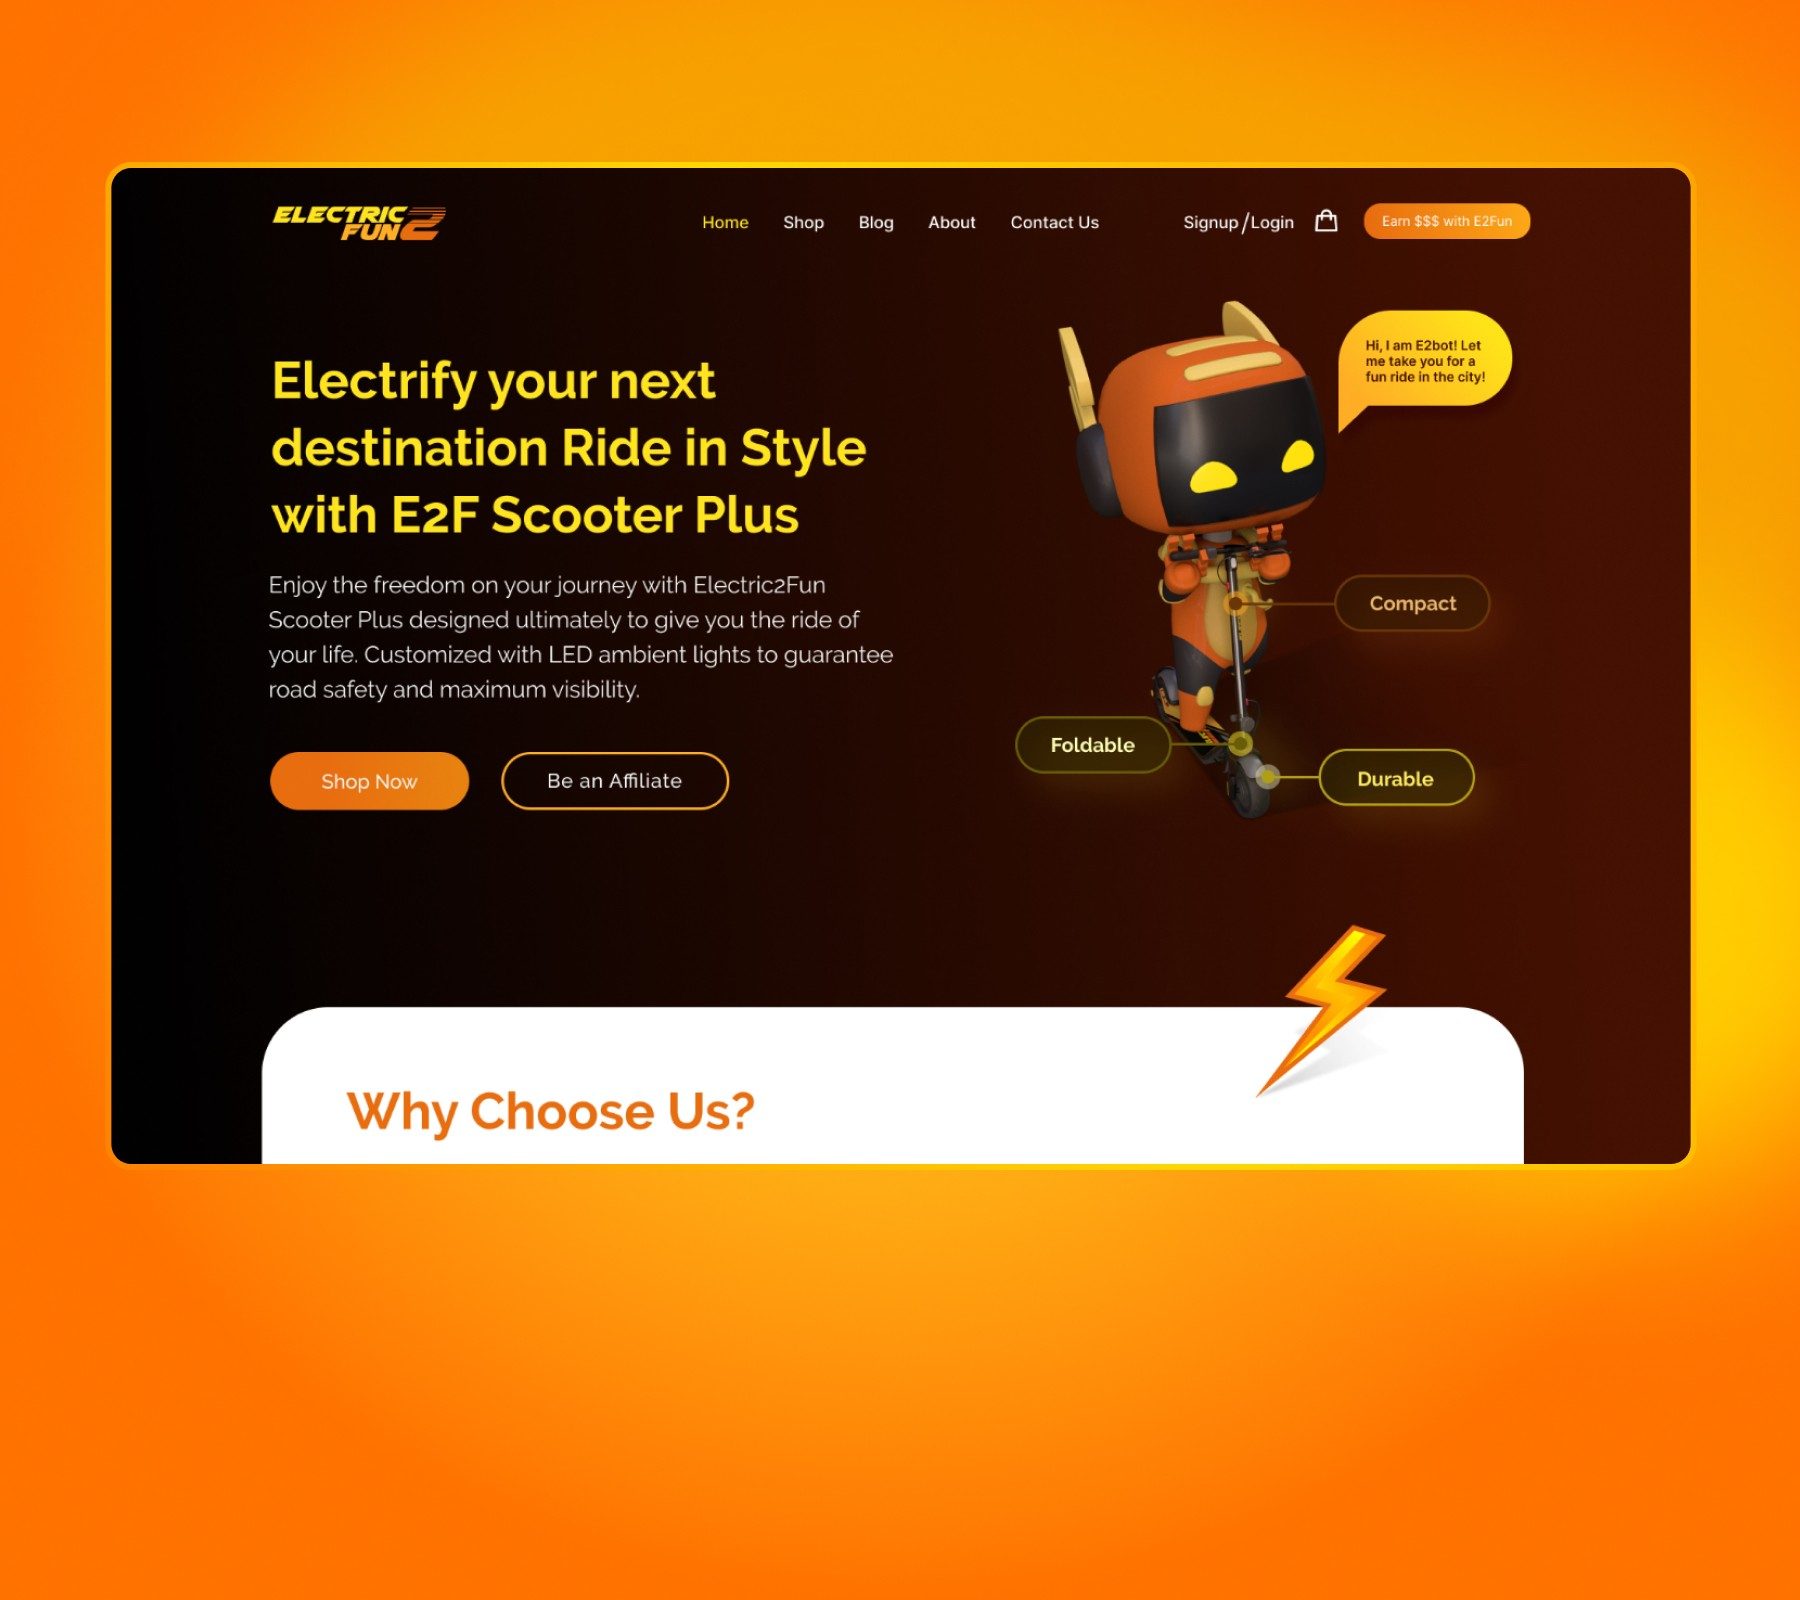 ELECTRIC
FUN 2
Home Shop Blog About Contact Us Signup/Login Earn $$$ with E2Fun
Hi, I am E2bot! Let
me take you for a
fun ride in the city!
Electrify your next
destination Ride in Style
with E2F Scooter Plus
Enjoy the freedom on your journey with Electric2Fun
Scooter Plus designed ultimately to give you the ride of
your life. Customized with LED ambient lights to guarantee
road safety and maximum visibility.
Shop Now Be an Affiliate
Compact
Foldable
Durable
Why Choose Us?